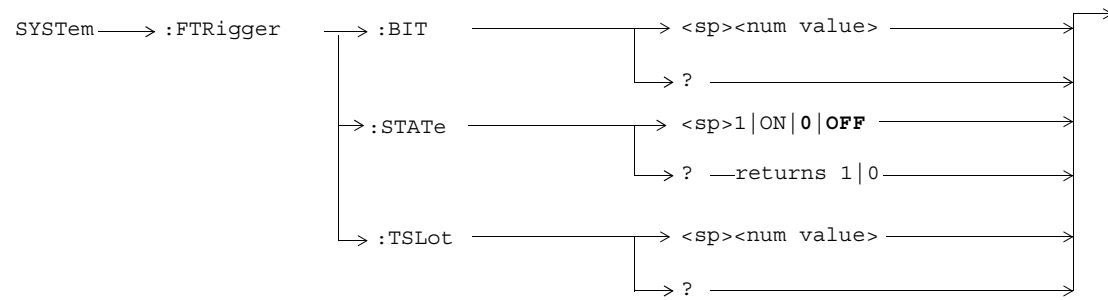 SYSTem :FTRigger :BIT <sp><num value>
?
:STATe <sp>1|ON|0|OFF
? returns 1|0
:TSLot <sp><num value>
?